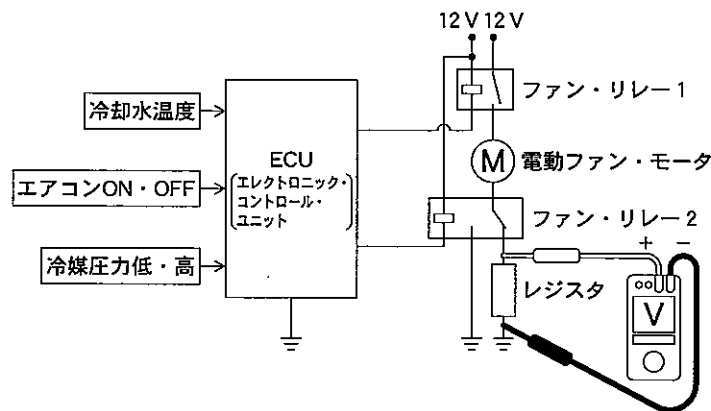 12 V 12 V
ファン・リレー1
冷却水温度
ECU
エレクトロニック・
コントロール・
ユニット
M
電動ファン・モータ
エアコンON・OFF
ファン・リレー2
冷媒圧力低・高
レジスタ
+ −
V